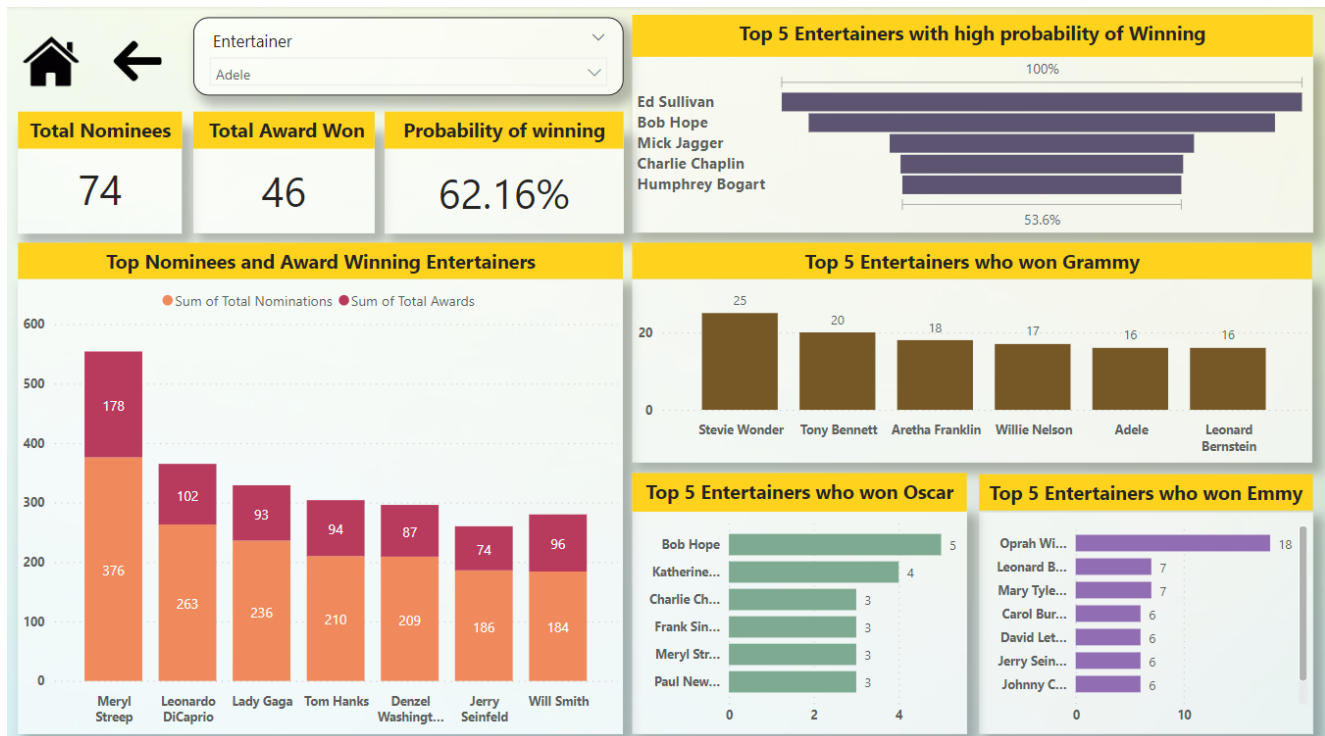 Entertainer
Adele
Total Nominees
74
Total Award Won
46
Probability of winning
62.16%
Top 5 Entertainers with high probability of Winning
100%
Ed Sullivan
Bob Hope
Mick Jagger
Charlie Chaplin
Humphrey Bogart
53.6%
Top Nominees and Award Winning Entertainers
Sum of Total Nominations Sum of Total Awards
600
500
400
300
200
100
0
178
376
102
263
93
236
94
210
87
209
74
186
96
184
Meryl
Streep
Leonardo
DiCaprio
Lady Gaga
Tom Hanks
Denzel
Washingt...
Jerry
Seinfeld
Will Smith
Top 5 Entertainers who won Grammy
20
0
25
20
18
17
16
16
Stevie Wonder
Tony Bennett
Aretha Franklin
Willie Nelson
Adele
Leonard
Bernstein
Top 5 Entertainers who won Oscar
Bob Hope 5
Katherine... 4
Charlie Ch... 3
Frank Sin... 3
Meryl Str... 3
Paul New... 3
0 2 4
Top 5 Entertainers who won Emmy
Oprah Wi... 18
Leonard B... 7
Mary Tyle... 7
Carol Bur... 6
David Let... 6
Jerry Sein... 6
Johnny C... 6
0 10